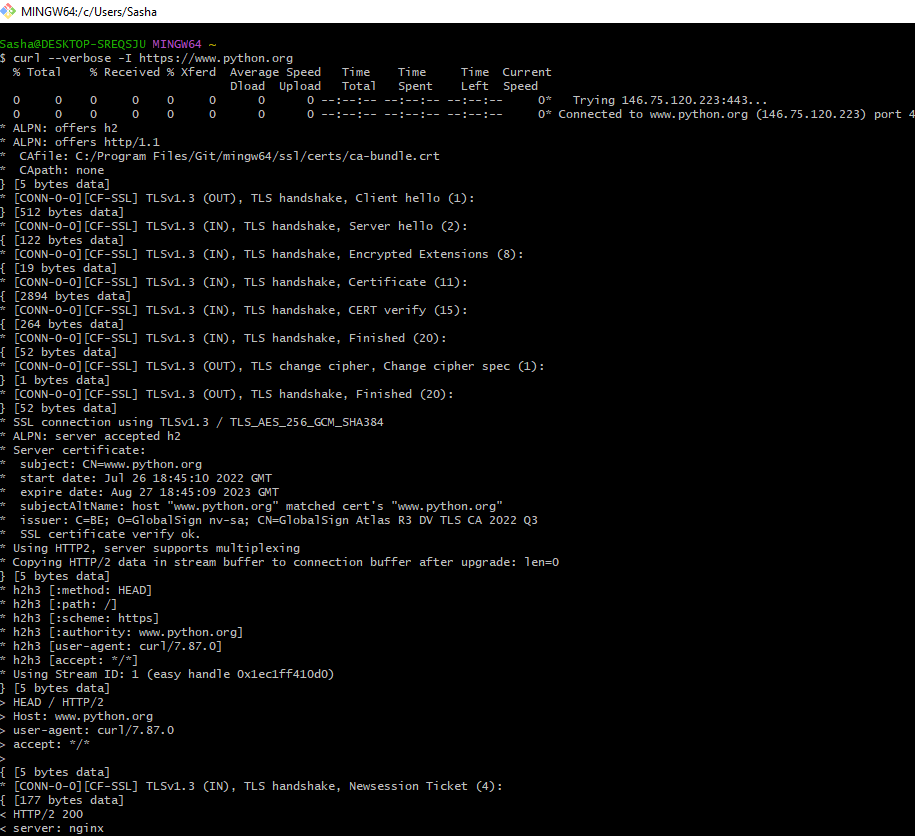 MINGW64:/c/Users/Sasha
Sasha@DESKTOP-SREQSJU MINGW64 ~
$ curl --verbose -I https://www.python.org
  % Total    % Received % Xferd  Average Speed   Time    Time     Time  Current
                                 Dload  Upload   Total   Spent    Left  Speed
  0     0    0     0    0     0      0      0 --:--:-- --:--:-- --:--:--     0*   Trying 146.75.120.223:443...
  0     0    0     0    0     0      0      0 --:--:-- --:--:-- --:--:--     0* Connected to www.python.org (146.75.120.223) port 4
* ALPN: offers h2
* ALPN: offers http/1.1
*  CAfile: C:/Program Files/Git/mingw64/ssl/certs/ca-bundle.crt
*  CApath: none
} [5 bytes data]
* [CONN-0-0][CF-SSL] TLSv1.3 (OUT), TLS handshake, Client hello (1):
} [512 bytes data]
* [CONN-0-0][CF-SSL] TLSv1.3 (IN), TLS handshake, Server hello (2):
{ [122 bytes data]
* [CONN-0-0][CF-SSL] TLSv1.3 (IN), TLS handshake, Encrypted Extensions (8):
{ [19 bytes data]
* [CONN-0-0][CF-SSL] TLSv1.3 (IN), TLS handshake, Certificate (11):
{ [2894 bytes data]
* [CONN-0-0][CF-SSL] TLSv1.3 (IN), TLS handshake, CERT verify (15):
{ [264 bytes data]
* [CONN-0-0][CF-SSL] TLSv1.3 (IN), TLS handshake, Finished (20):
{ [52 bytes data]
* [CONN-0-0][CF-SSL] TLSv1.3 (OUT), TLS change cipher, Change cipher spec (1):
} [1 bytes data]
* [CONN-0-0][CF-SSL] TLSv1.3 (OUT), TLS handshake, Finished (20):
} [52 bytes data]
* SSL connection using TLSv1.3 / TLS_AES_256_GCM_SHA384
* ALPN: server accepted h2
* Server certificate:
*  subject: CN=www.python.org
*  start date: Jul 26 18:45:10 2022 GMT
*  expire date: Aug 27 18:45:09 2023 GMT
*  subjectAltName: host "www.python.org" matched cert's "www.python.org"
*  issuer: C=BE; O=GlobalSign nv-sa; CN=GlobalSign Atlas R3 DV TLS CA 2022 Q3
*  SSL certificate verify ok.
* Using HTTP2, server supports multiplexing
* Copying HTTP/2 data in stream buffer to connection buffer after upgrade: len=0
} [5 bytes data]
* h2h3 [:method: HEAD]
* h2h3 [:path: /]
* h2h3 [:scheme: https]
* h2h3 [:authority: www.python.org]
* h2h3 [user-agent: curl/7.87.0]
* h2h3 [accept: */*]
* Using Stream ID: 1 (easy handle 0x1ec1ff410d0)
} [5 bytes data]
> HEAD / HTTP/2
> Host: www.python.org
> user-agent: curl/7.87.0
> accept: */*
>
{ [5 bytes data]
* [CONN-0-0][CF-SSL] TLSv1.3 (IN), TLS handshake, Newsession Ticket (4):
{ [177 bytes data]
< HTTP/2 200
< server: nginx